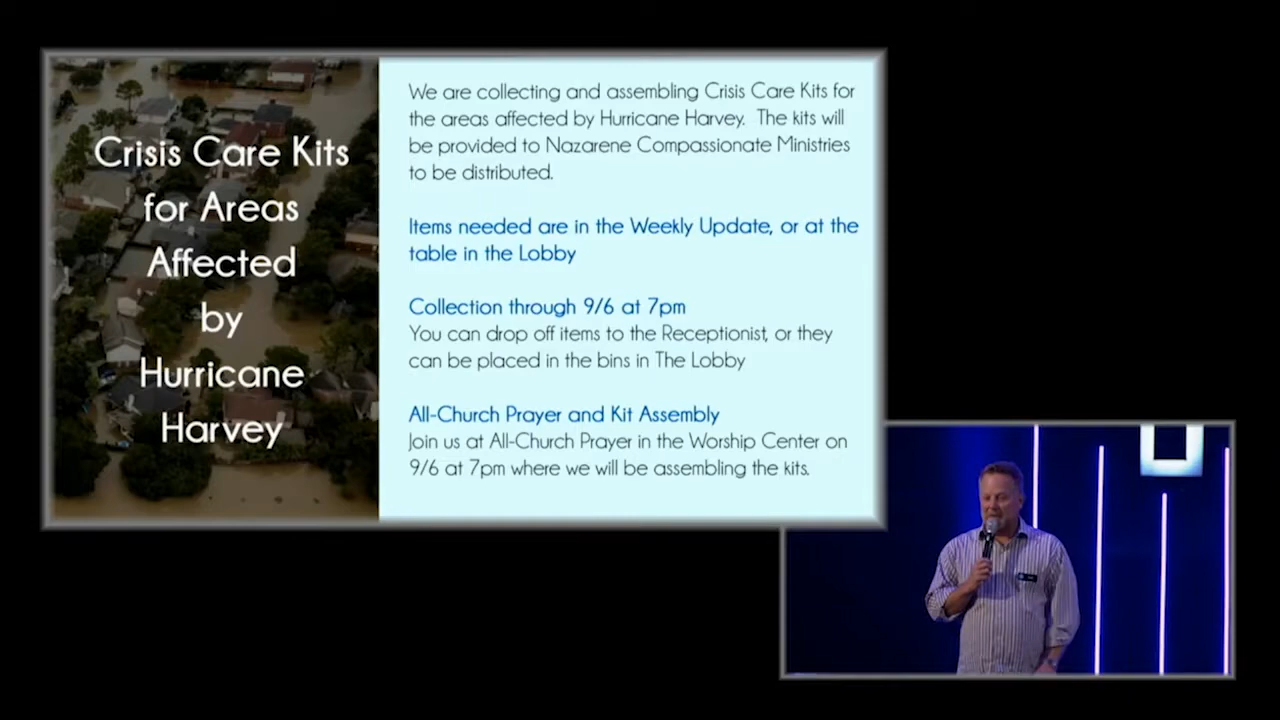 Crisis Care Kits
for Areas
Affected
by
Hurricane
Harvey
We are collecting and assembling Crisis Care Kits for
the areas affected by Hurricane Harvey.  The kits will
be provided to Nazarene Compassionate Ministries
to be distributed.
Items needed are in the Weekly Update, or at the
table in the Lobby
Collection through 9/6 at 7pm
You can drop off items to the Receptionist, or they
can be placed in the bins in The Lobby
All-Church Prayer and Kit Assembly
Join us at All-Church Prayer in the Worship Center on
9/6 at 7pm where we will be assembling the kits.